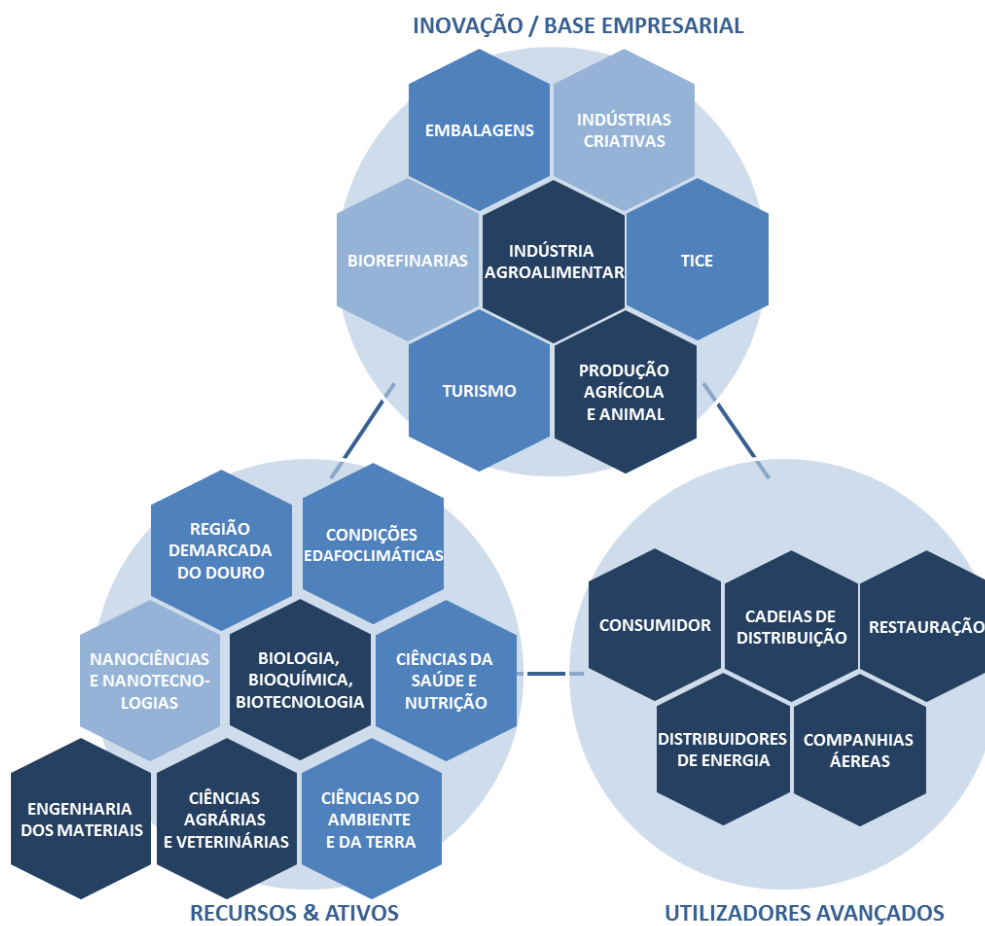 INOVAÇÃO / BASE EMPRESARIAL
EMBALAGENS
INDÚSTRIAS
CRIATIVAS
BIOREFINARIAS
INDÚSTRIA
AGROALIMENTAR
TICE
TURISMO
PRODUÇÃO
AGRÍCOLA
E ANIMAL
REGIÃO
DEMARCADA
DO DOURO
CONDIÇÕES
EDAFOCLIMÁTICAS
NANOCIÊNCIAS
E NANOTECNO-
LOGIAS
BIOLOGIA,
BIOQUÍMICA,
BIOTECNOLOGIA
CIÊNCIAS DA
SAÚDE E
NUTRIÇÃO
ENGENHARIA
DOS MATERIAIS
CIÊNCIAS
AGRÁRIAS
E VETERINÁRIAS
CIÊNCIAS DO
AMBIENTE
E DA TERRA
RECURSOS & ATIVOS
CONSUMIDOR
CADEIAS DE
DISTRIBUIÇÃO
RESTAURAÇÃO
DISTRIBUIDORES
DE ENERGIA
COMPANHIAS
ÁEREAS
UTILIZADORES AVANÇADOS